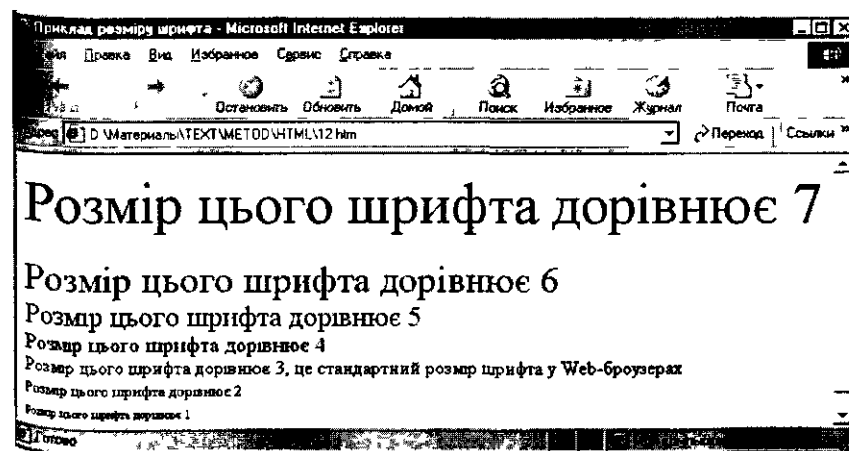 Приклад розміру шрифта - Microsoft Internet Explorer
Правка Вид Избранное Сервис Справка
Остановить Обновить Домой Поиск Избранное Журнал Почта
D:\Материалы\TEXT\METOD\HTML\12.htm Переход Ссылки
Розмір цього шрифта дорівнює 7
Розмір цього шрифта дорівнює 6
Розмір цього шрифта дорівнює 5
Розмір цього шрифта дорівнює 4
Розмір цього шрифта дорівнює 3, це стандартний розмір шрифта у Web-броузерах
Розмір цього шрифта дорівнює 2
Розмір цього шрифта дорівнює 1
Готово